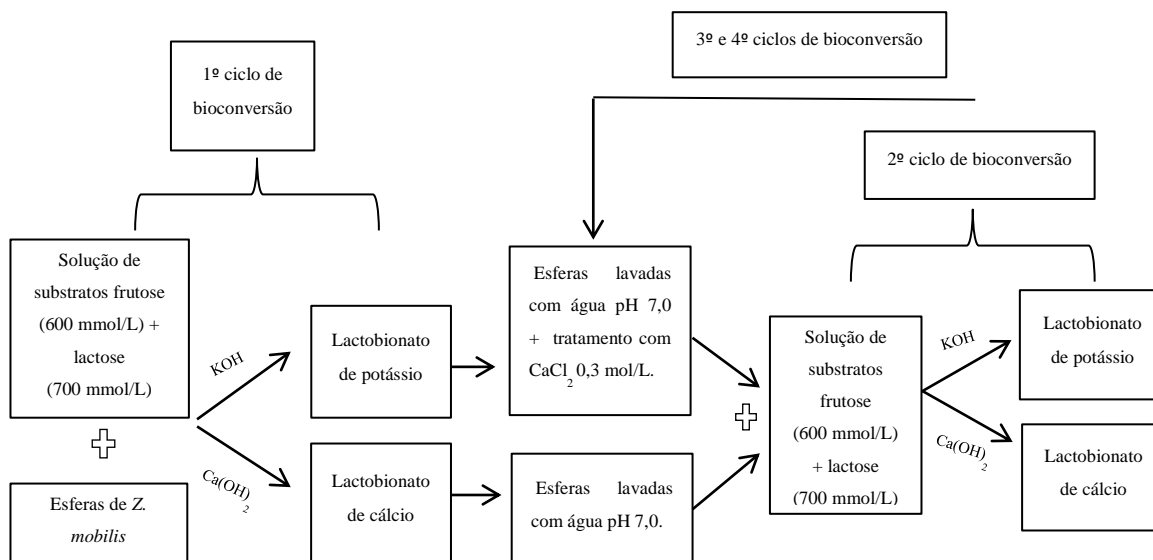 1º ciclo de
bioconversão
3º e 4º ciclos de bioconversão
2º ciclo de bioconversão
Solução de
substratos frutose
(600 mmol/L) +
lactose
(700 mmol/L)
Esferas de Z.
mobilis
KOH
Ca(OH)2
Lactobionato
de potássio
Lactobionato
de cálcio
Esferas lavadas
com água pH 7,0
+ tratamento com
CaCl2 0,3 mol/L.
Esferas lavadas
com água pH 7,0.
Solução de
substratos
frutose
(600 mmol/L)
+ lactose
(700 mmol/L)
KOH
Ca(OH)2
Lactobionato
de potássio
Lactobionato
de cálcio